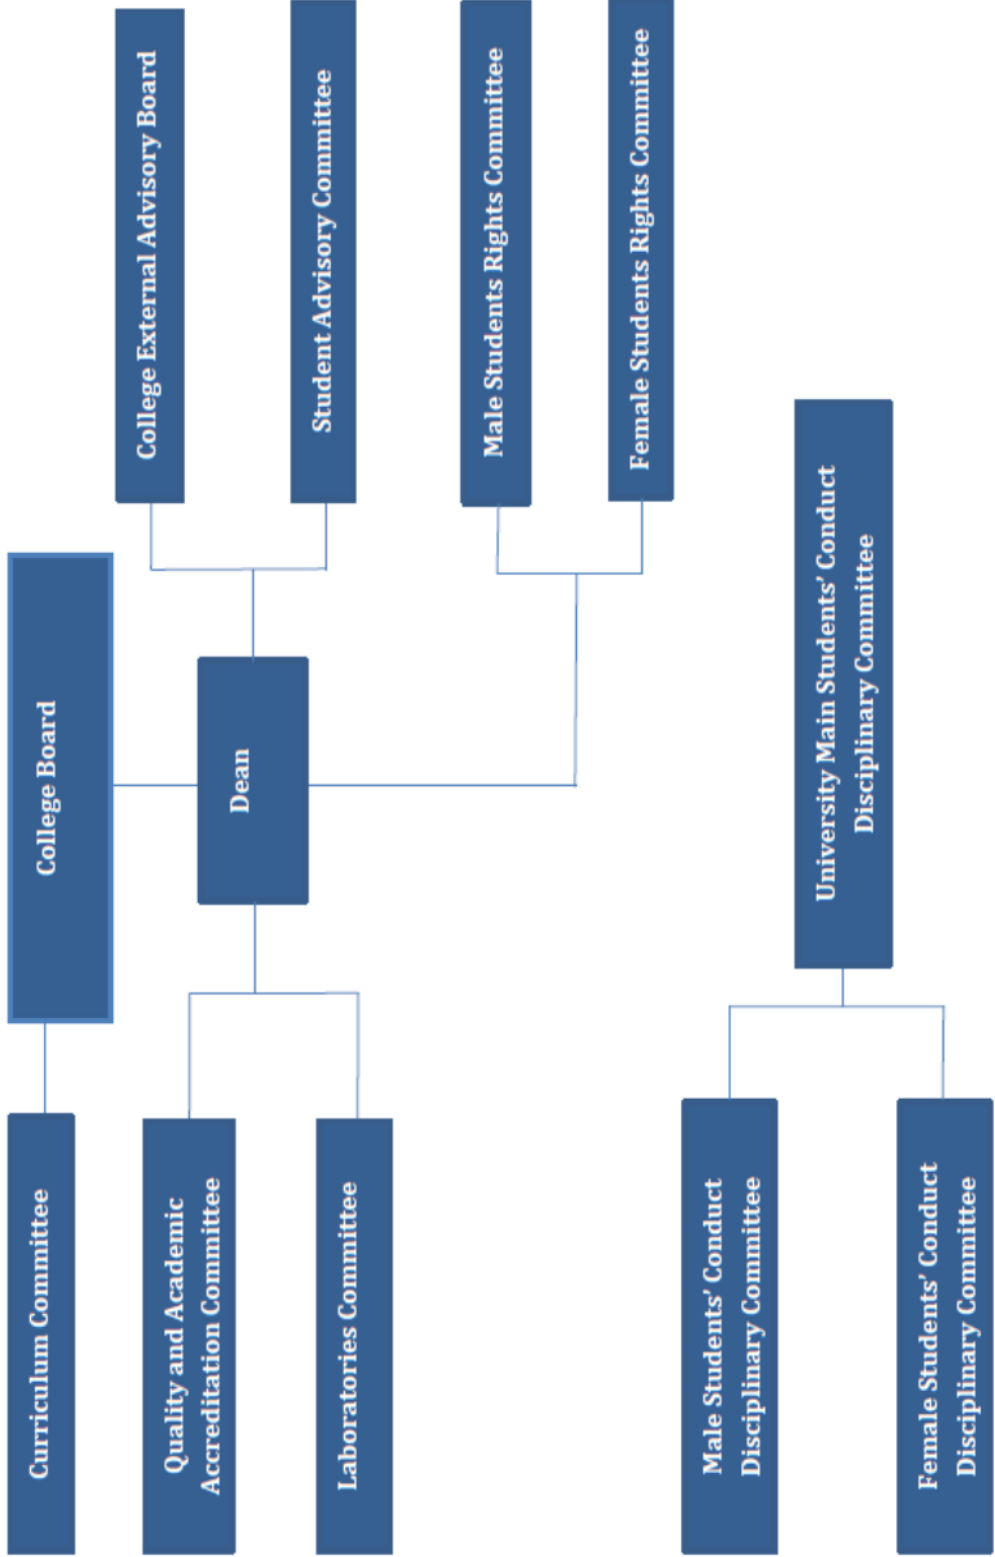 College Board
Curriculum Committee
College External Advisory Board
Quality and Academic
Accreditation Committee
Dean
Student Advisory Committee
Laboratories Committee
Male Students Rights Committee
Female Students Rights Committee
Male Students’ Conduct
Disciplinary Committee
University Main Students’ Conduct
Disciplinary Committee
Female Students’ Conduct
Disciplinary Committee